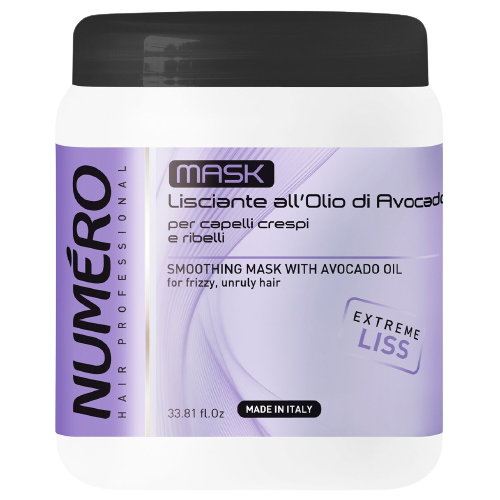 NUMÉRO
HAIR PROFESSIONAL
MASK
Lisciante all'Olio di Avocado
per capelli crespi
e ribelli
SMOOTHING MASK WITH AVOCADO OIL
for frizzy, unruly hair
EXTREME
LISS
33.81 fl.Oz
MADE IN ITALY